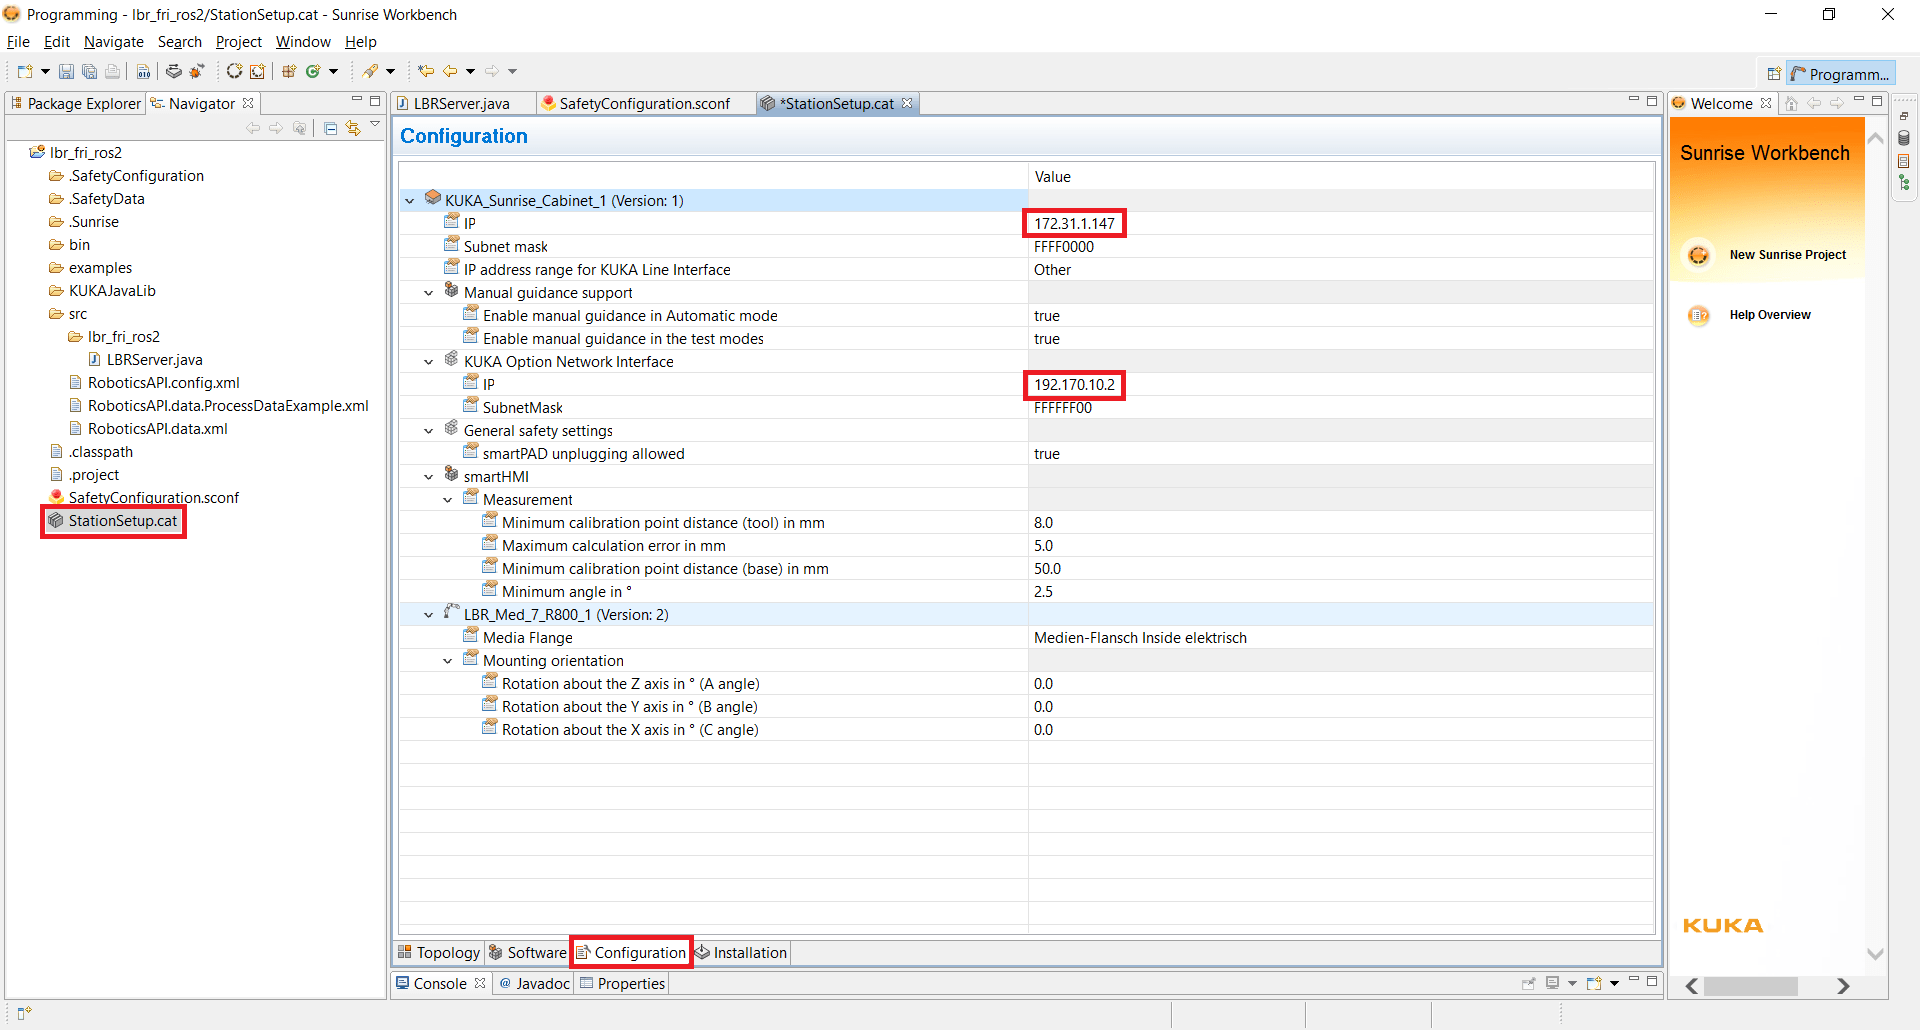 Programming - lbr_fri_ros2/StationSetup.cat - Sunrise Workbench
File Edit Navigate Search Project Window Help
Programm...
Package Explorer
Navigator
lbr_fri_ros2
.SafetyConfiguration
.SafetyData
.Sunrise
bin
examples
KUKAJavaLib
src
lbr_fri_ros2
LBRServer.java
RoboticsAPI.config.xml
RoboticsAPI.data.ProcessDataExample.xml
RoboticsAPI.data.xml
.classpath
.project
SafetyConfiguration.sconf
StationSetup.cat
LBRServer.java
SafetyConfiguration.sconf
*StationSetup.cat
Configuration
Value
KUKA_Sunrise_Cabinet_1 (Version: 1)
IP 172.31.1.147
Subnet mask FFFF0000
IP address range for KUKA Line Interface Other
Manual guidance support
Enable manual guidance in Automatic mode true
Enable manual guidance in the test modes true
KUKA Option Network Interface
IP 192.170.10.2
SubnetMask FFFFFF00
General safety settings
smartPAD unplugging allowed true
smartHMI
Measurement
Minimum calibration point distance (tool) in mm 8.0
Maximum calculation error in mm 5.0
Minimum calibration point distance (base) in mm 50.0
Minimum angle in ° 2.5
LBR_Med_7_R800_1 (Version: 2)
Media Flange Medien-Flansch Inside elektrisch
Mounting orientation
Rotation about the Z axis in ° (A angle) 0.0
Rotation about the Y axis in ° (B angle) 0.0
Rotation about the X axis in ° (C angle) 0.0
Topology Software Configuration Installation
Console @ Javadoc Properties
Welcome
Sunrise Workbench
New Sunrise Project
Help Overview
KUKA